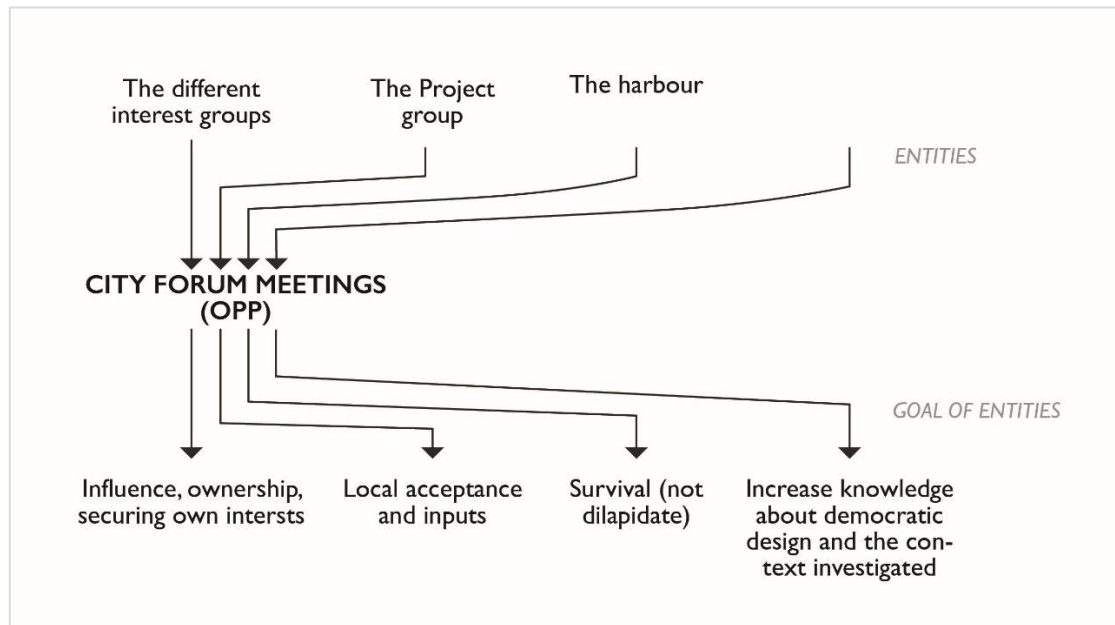 The different
interest groups
The Project
group
The harbour
ENTITIES
CITY FORUM MEETINGS
(OPP)
GOAL OF ENTITIES
Influence, ownership,
securing own intersts
Local acceptance
and inputs
Survival (not
dilapidate)
Increase knowledge
about democratic
design and the con-
text investigated